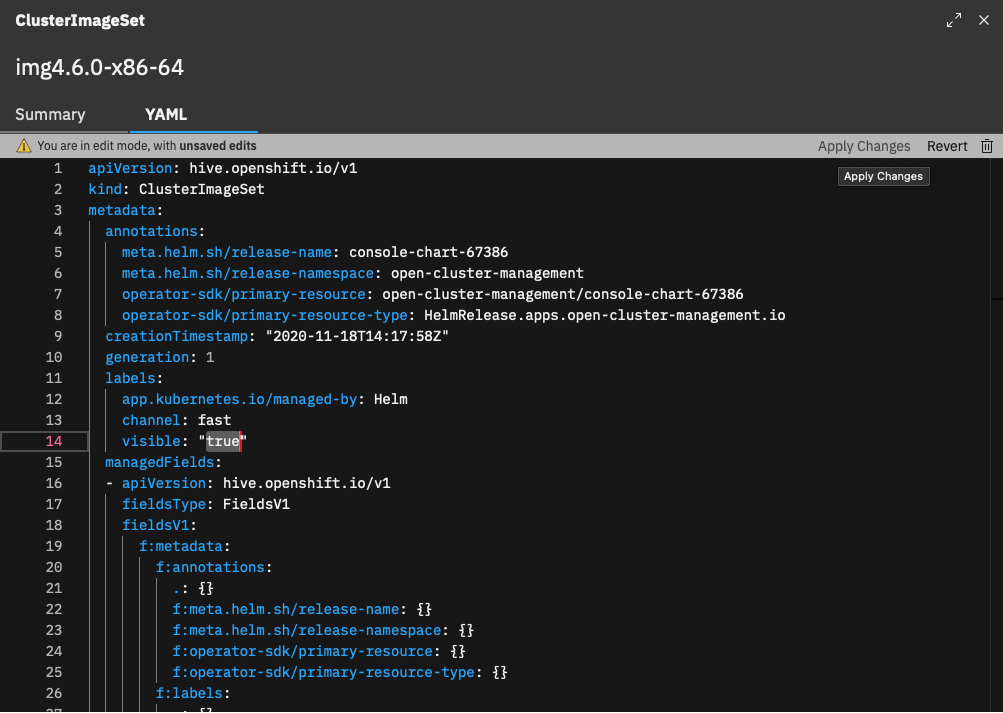 ClusterImageSet
img4.6.0-x86-64
Summary YAML
You are in edit mode, with unsaved edits Apply Changes Revert
Apply Changes
1 apiVersion: hive.openshift.io/v1
2 kind: ClusterImageSet
3 metadata:
4 annotations:
5 meta.helm.sh/release-name: console-chart-67386
6 meta.helm.sh/release-namespace: open-cluster-management
7 operator-sdk/primary-resource: open-cluster-management/console-chart-67386
8 operator-sdk/primary-resource-type: HelmRelease.apps.open-cluster-management.io
9 creationTimestamp: "2020-11-18T14:17:58Z"
10 generation: 1
11 labels:
12 app.kubernetes.io/managed-by: Helm
13 channel: fast
14 visible: "true"
15 managedFields:
16 - apiVersion: hive.openshift.io/v1
17 fieldsType: FieldsV1
18 fieldsV1:
19 f:metadata:
20 f:annotations:
21 .: {}
22 f:meta.helm.sh/release-name: {}
23 f:meta.helm.sh/release-namespace: {}
24 f:operator-sdk/primary-resource: {}
25 f:operator-sdk/primary-resource-type: {}
26 f:labels: